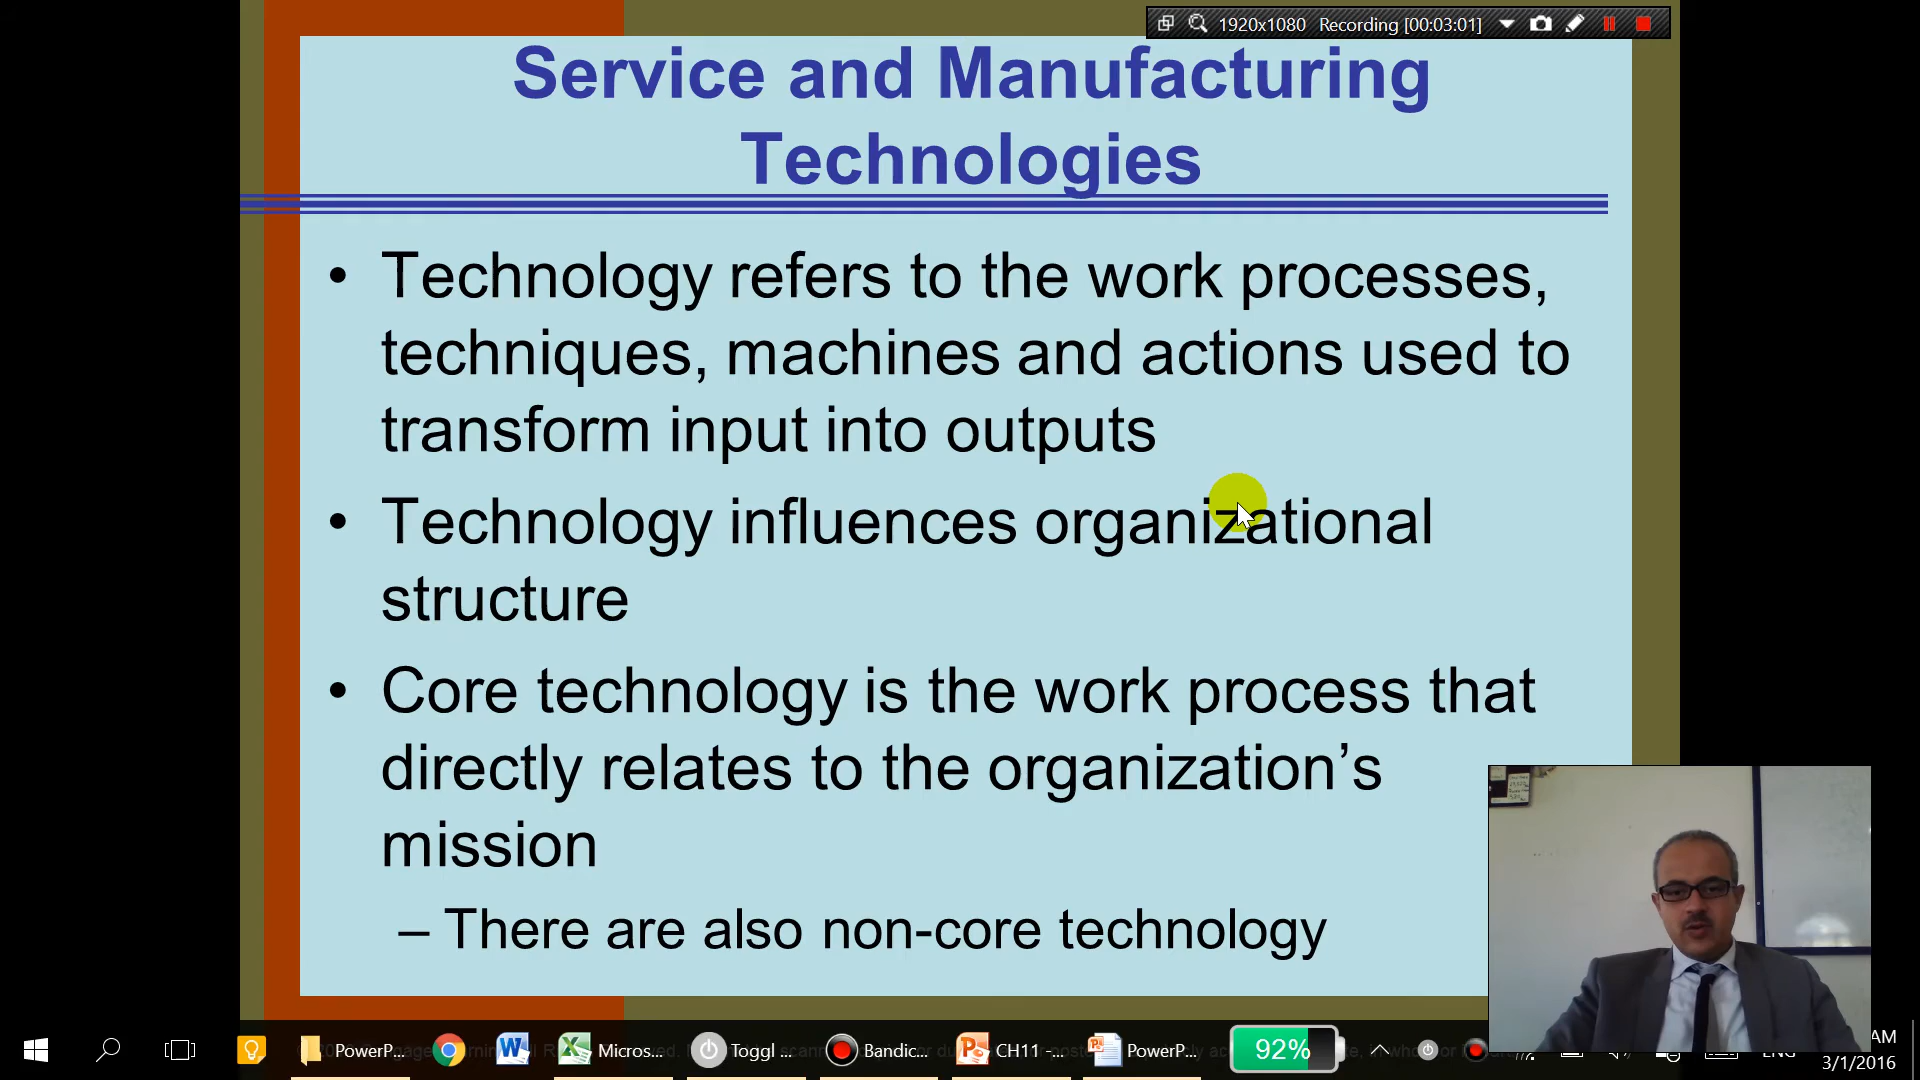 1920x1080 Recording [00:03:01]
Service and Manufacturing
Technologies
• Technology refers to the work processes,
techniques, machines and actions used to
transform input into outputs
• Technology influences organizational
structure
• Core technology is the work process that
directly relates to the organization’s
mission
– There are also non-core technology
PowerP...
Micros...
Toggl ...
Bandic...
CH11 -...
PowerP...
92%
ENG
AM
3/1/2016